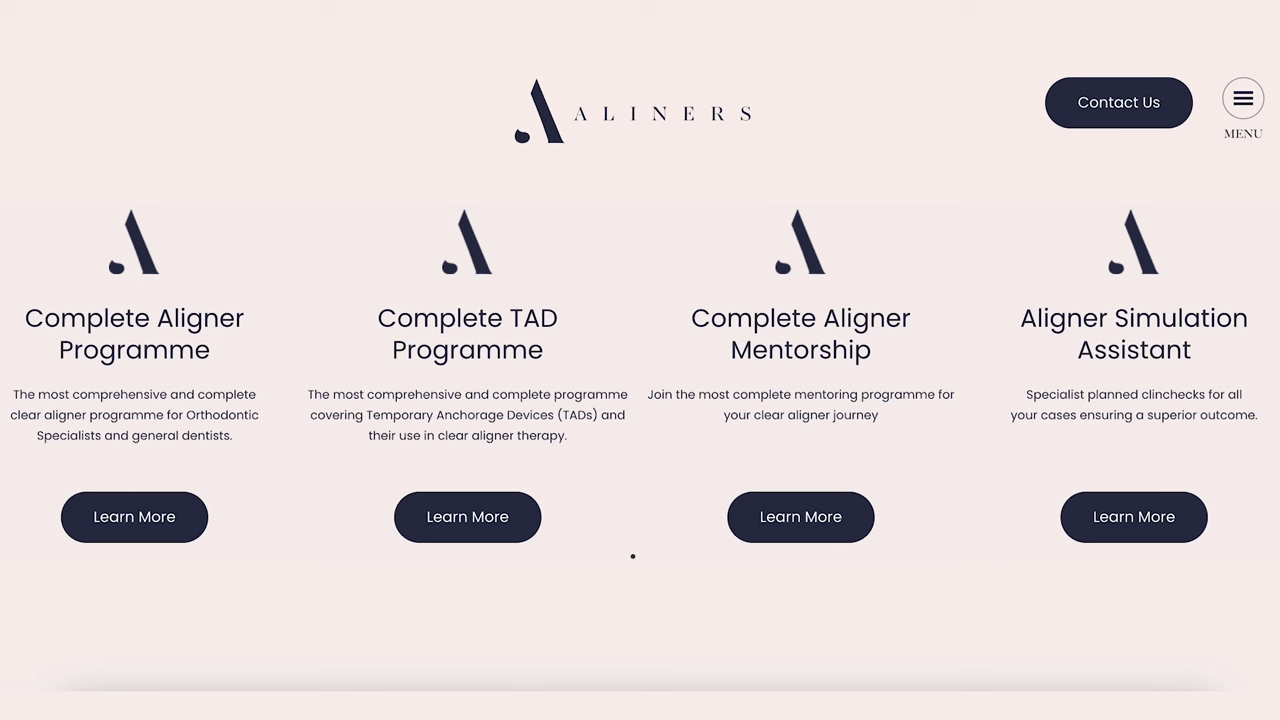 ALINERS
Contact Us
MENU
Complete Aligner
Programme
The most comprehensive and complete
clear aligner programme for Orthodontic
Specialists and general dentists.
Learn More
Complete TAD
Programme
The most comprehensive and complete programme
covering Temporary Anchorage Devices (TADs) and
their use in clear aligner therapy.
Learn More
Complete Aligner
Mentorship
Join the most complete mentoring programme for
your clear aligner journey
Learn More
Aligner Simulation
Assistant
Specialist planned clinchecks for all
your cases ensuring a superior outcome.
Learn More